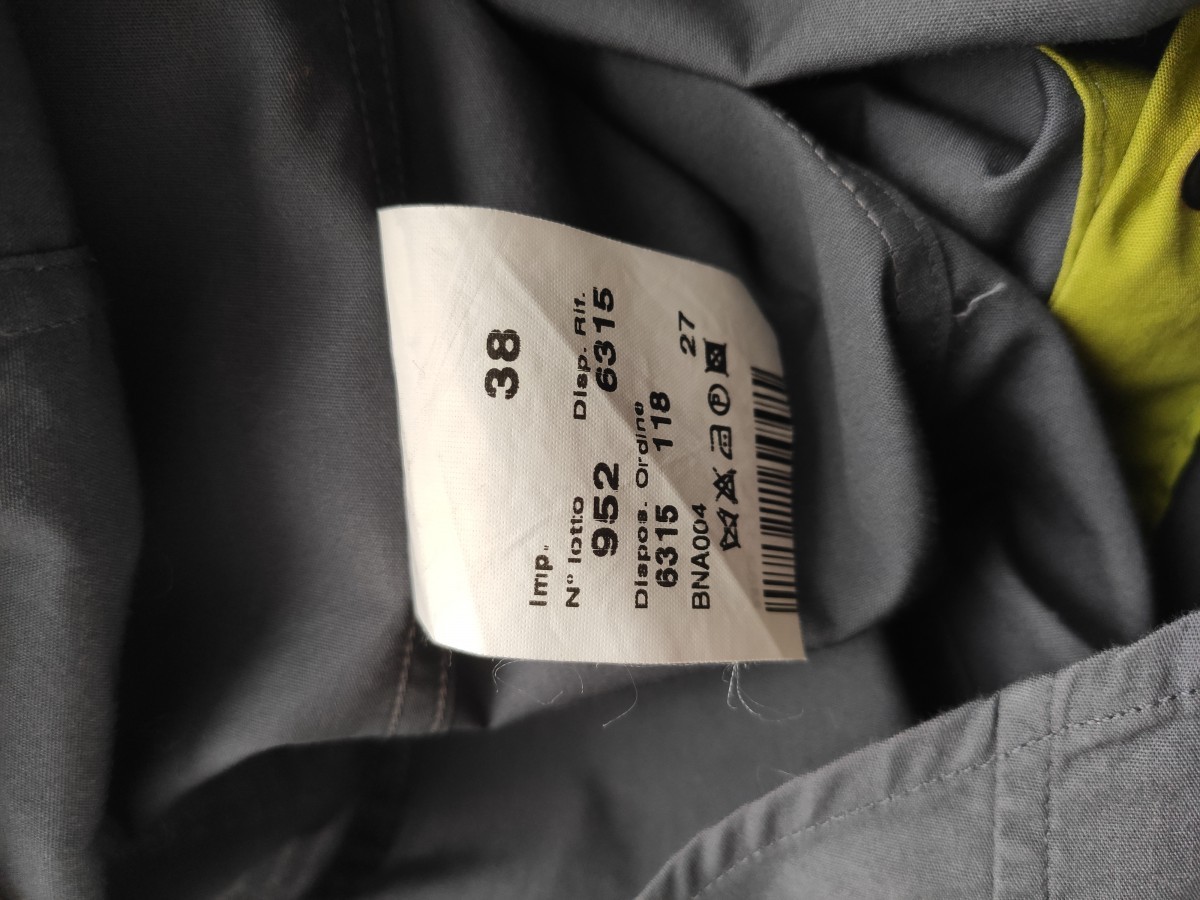 38
Imp.
N° lotto Disp. Rif.
952 6315
Dispos. Ordine
6315 118
BNA004 27
P